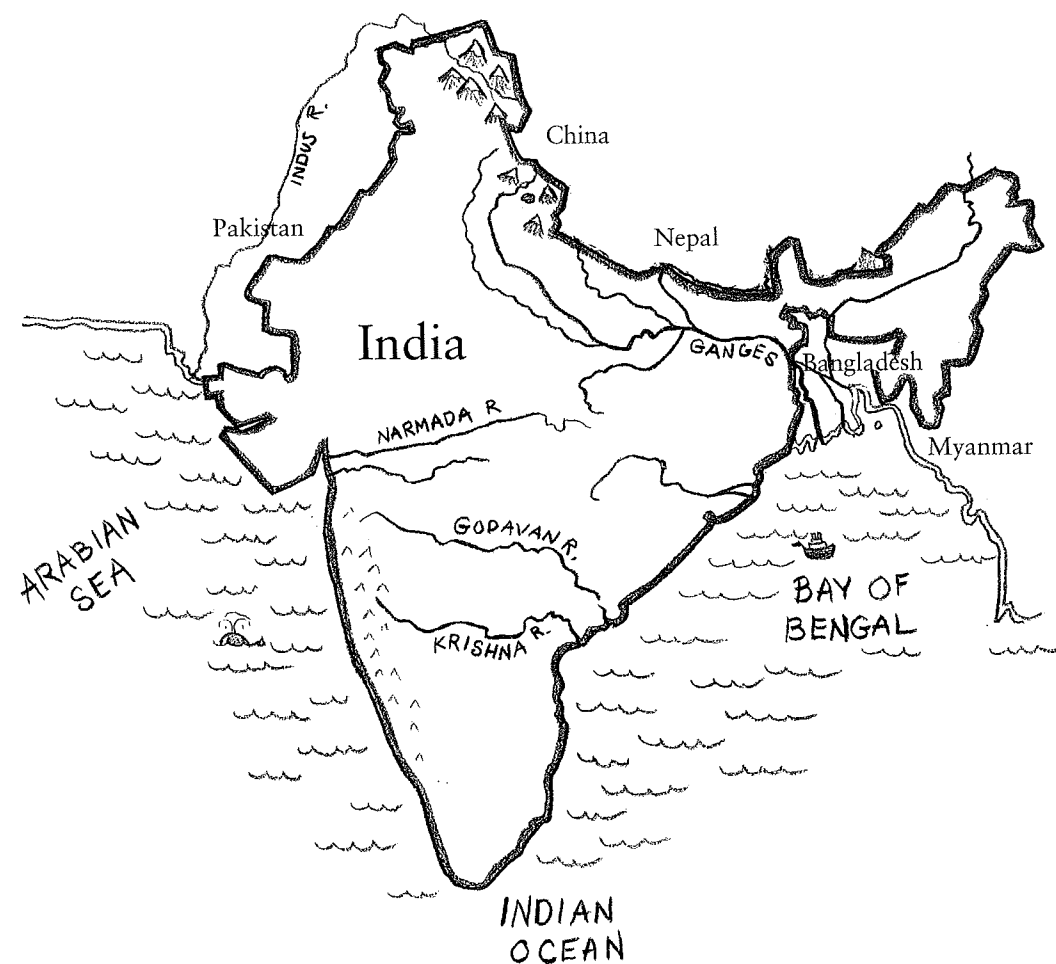 INDUS R.
China
Pakistan
Nepal
India
GANGES
Bangladesh
NARMADA R
Myanmar
ARABIAN
SEA
GODAVAN R,
BAY OF
BENGAL
KRISHNA R.
INDIAN
OCEAN